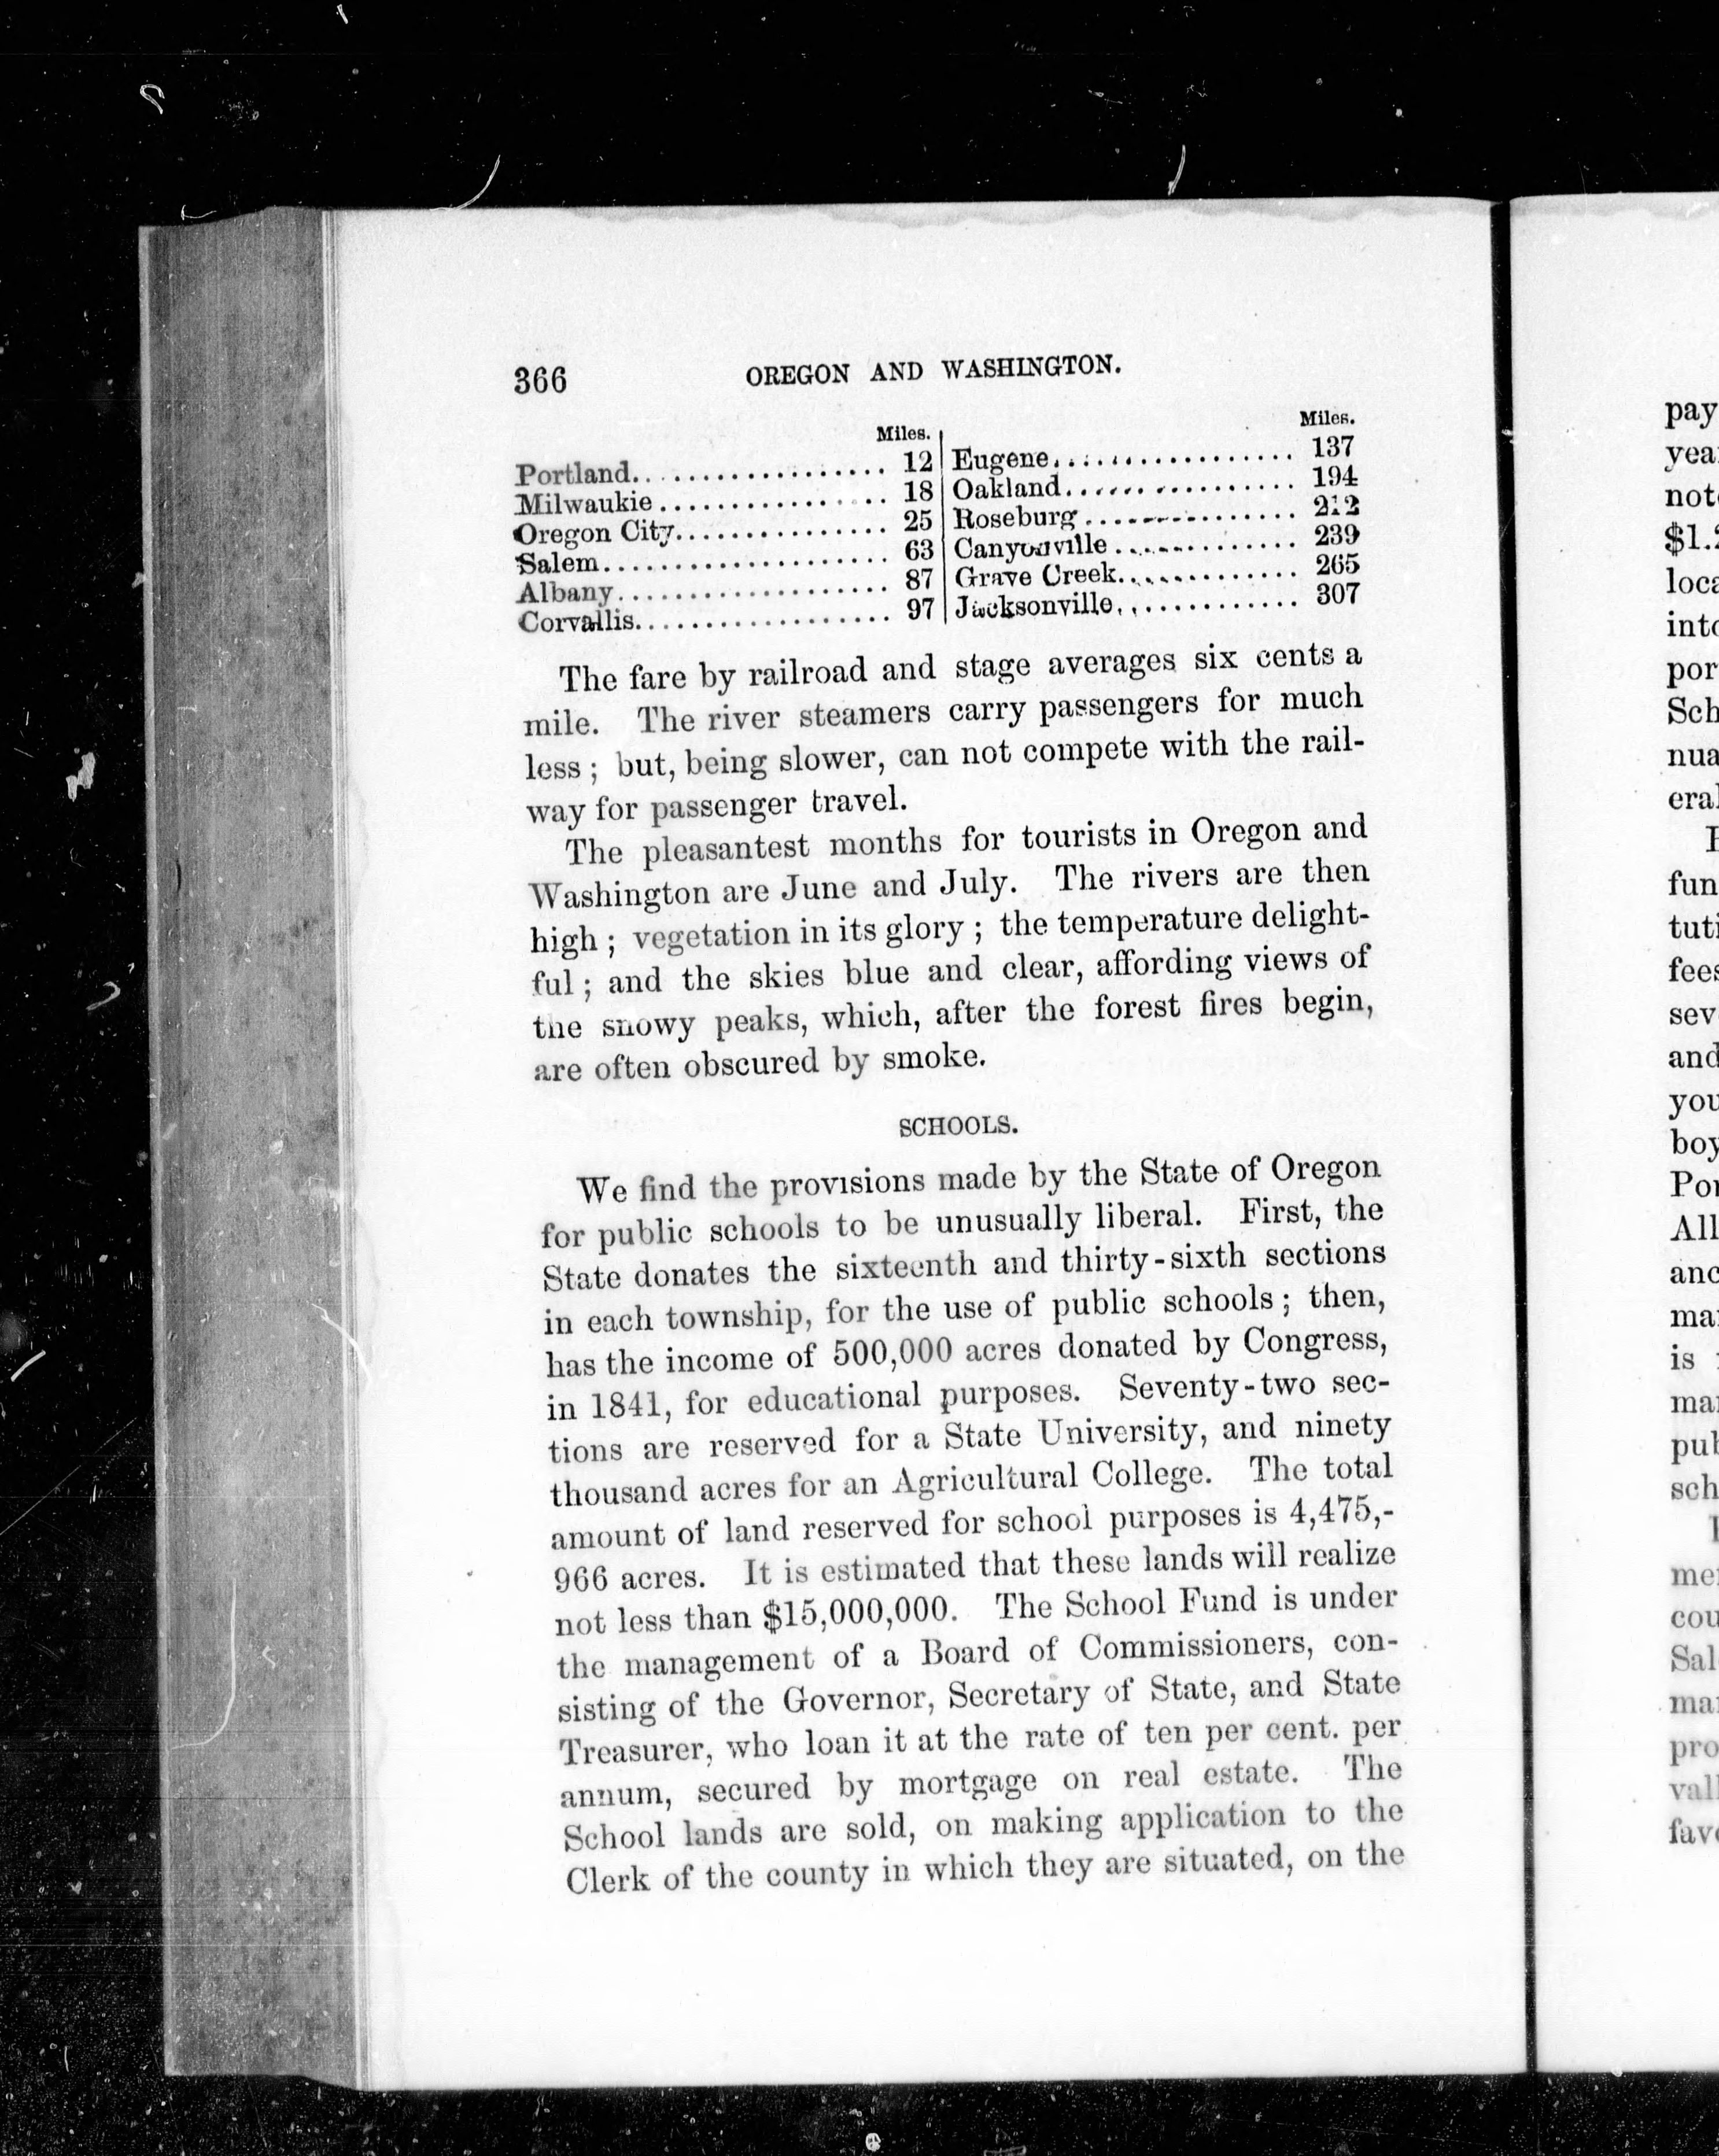 366 OREGON AND WASHINGTON.
Miles.
Portland.................... 12
Milwaukie.................. 18
Oregon City................ 25
Salem...................... 63
Albany..................... 87
Corvallis................... 97
Miles.
Eugene.................... 137
Oakland................... 194
Roseburg.................. 212
Canyonville............... 239
Grave Creek............... 265
Jacksonville............... 307
The fare by railroad and stage averages six cents a
mile. The river steamers carry passengers for much
less; but, being slower, can not compete with the rail-
way for passenger travel.
The pleasantest months for tourists in Oregon and
Washington are June and July. The rivers are then
high; vegetation in its glory; the temperature delight-
ful; and the skies blue and clear, affording views of
the snowy peaks, which, after the forest fires begin,
are often obscured by smoke.
SCHOOLS.
We find the provisions made by the State of Oregon
for public schools to be unusually liberal. First, the
State donates the sixteenth and thirty-sixth sections
in each township, for the use of public schools; then,
has the income of 500,000 acres donated by Congress,
in 1841, for educational purposes. Seventy-two sec-
tions are reserved for a State University, and ninety
thousand acres for an Agricultural College. The total
amount of land reserved for school purposes is 4,475,-
966 acres. It is estimated that these lands will realize
not less than $15,000,000. The School Fund is under
the management of a Board of Commissioners, con-
sisting of the Governor, Secretary of State, and State
Treasurer, who loan it at the rate of ten per cent. per
annum, secured by mortgage on real estate. The
School lands are sold, on making application to the
Clerk of the county in which they are situated, on the